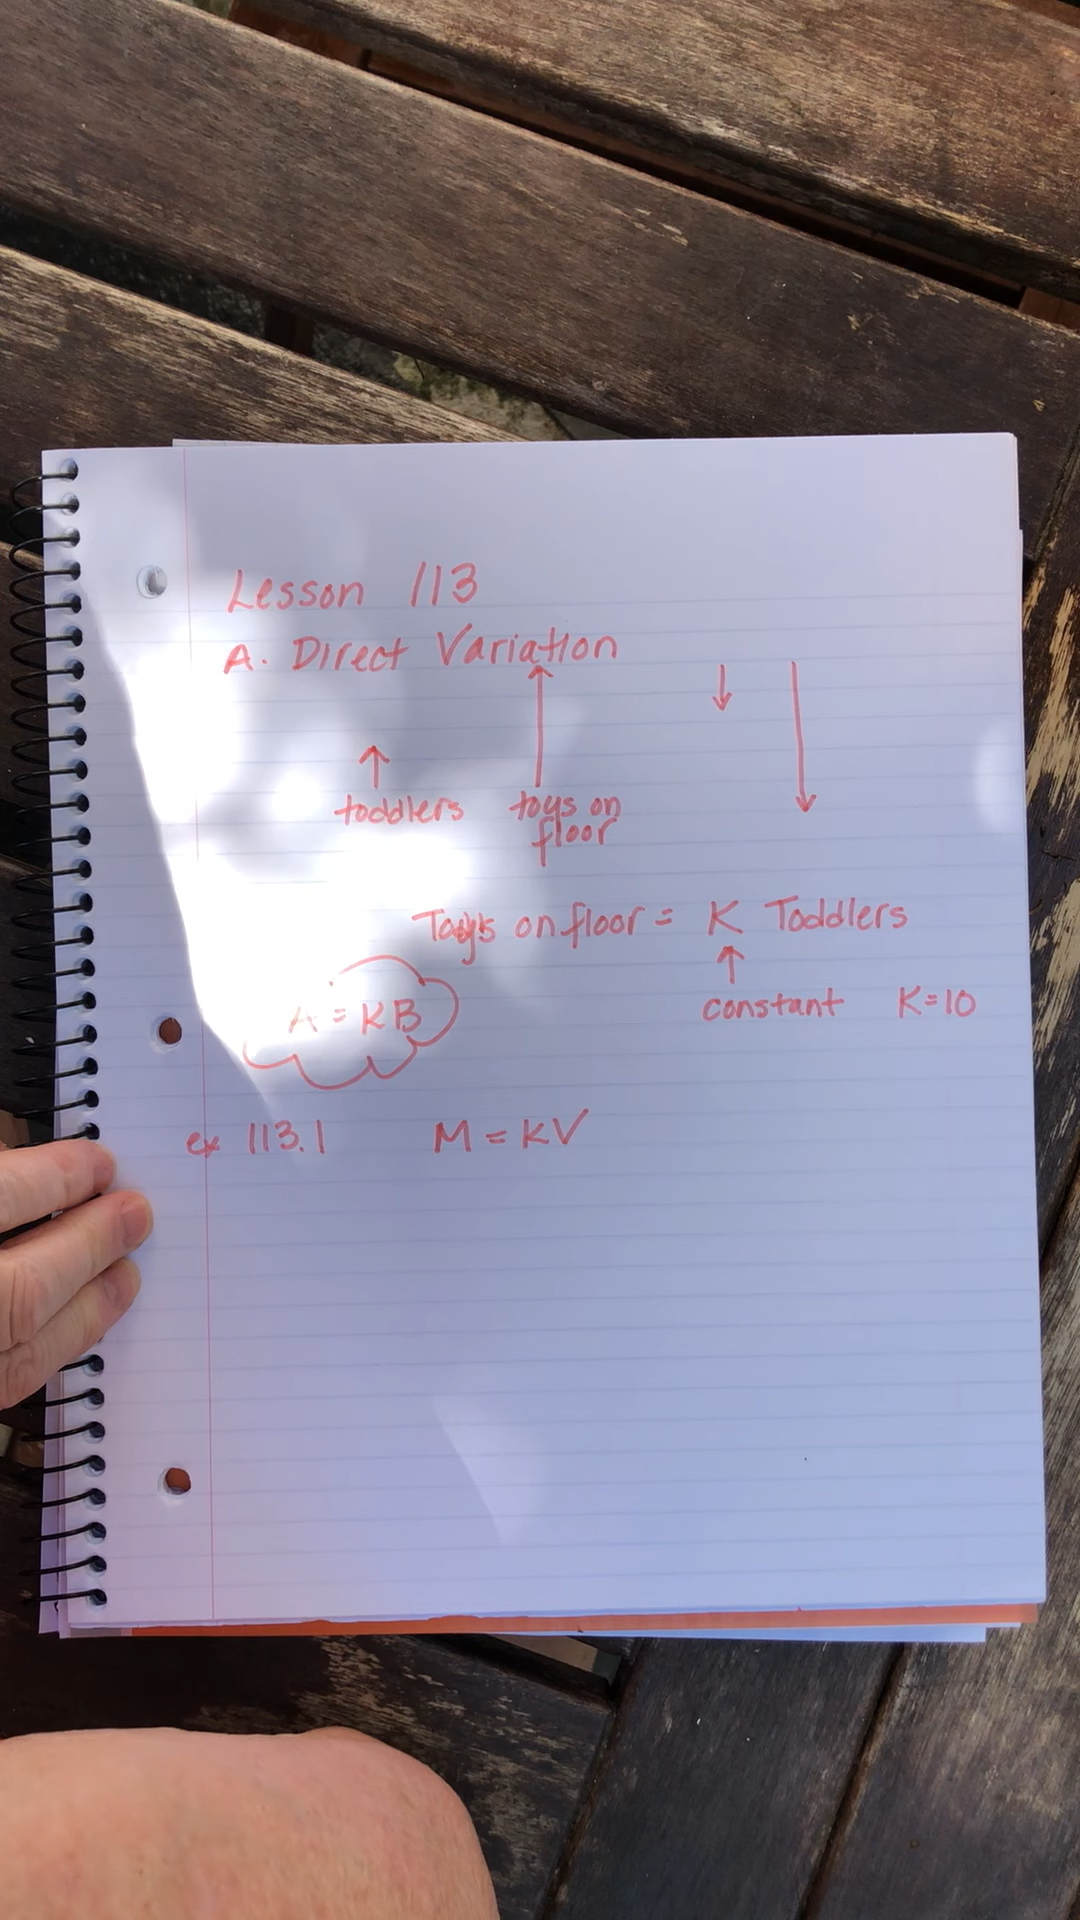 Lesson 113
A. Direct Variation
toddlers toys on
floor
Toys on floor = K Toddlers
constant K=10
A = KB
ex 113.1 M = KV